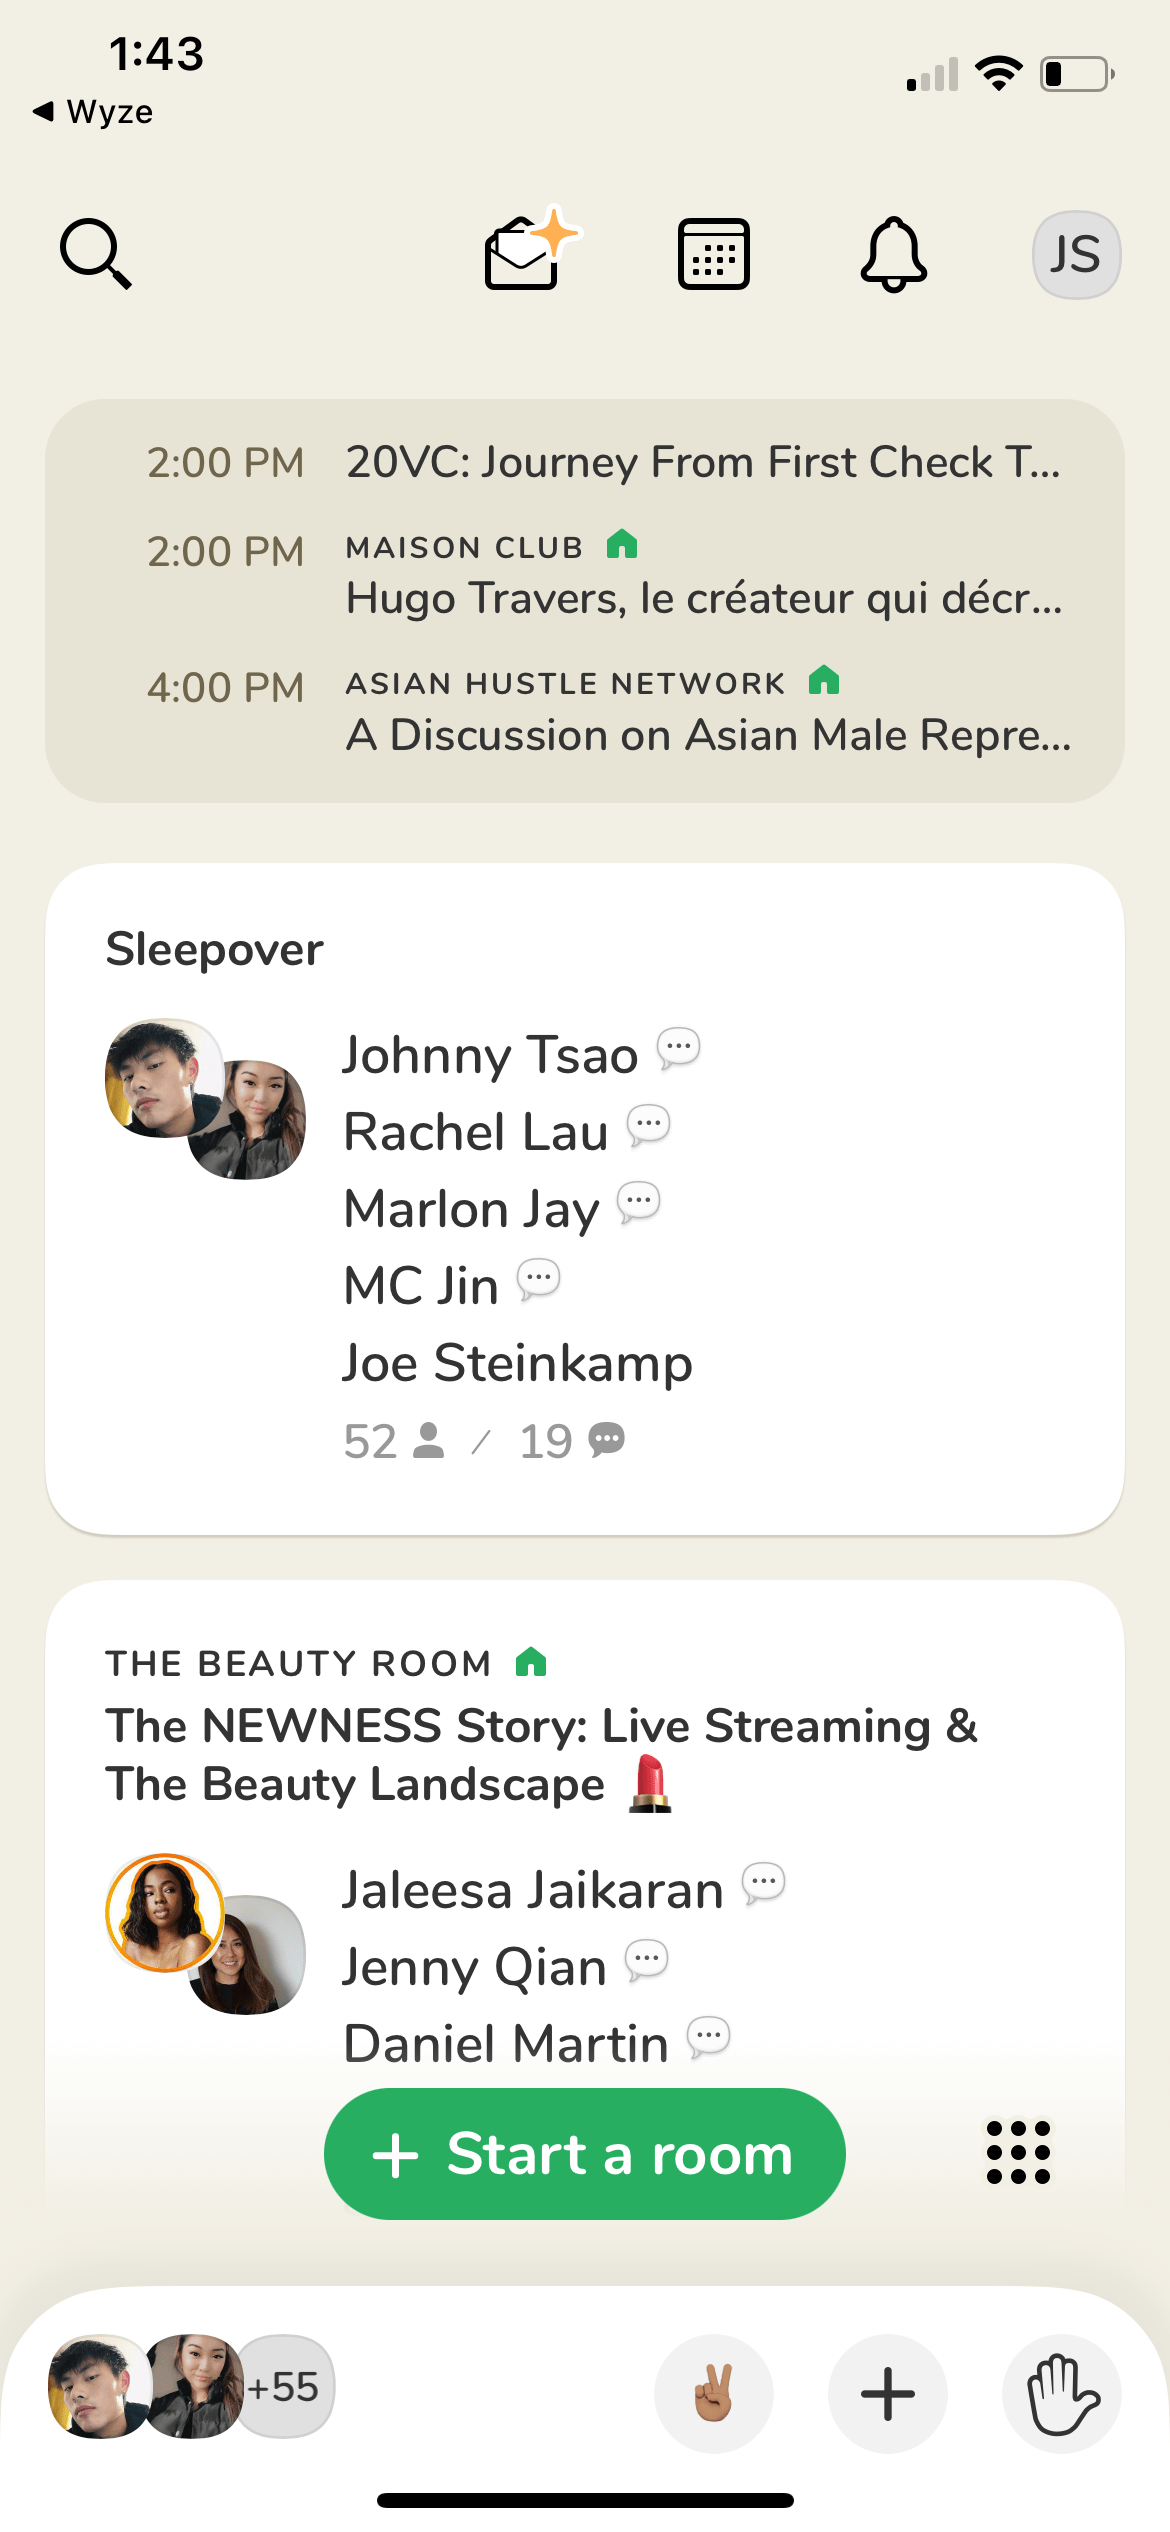 1:43
◀ Wyze
JS
2:00 PM 20VC: Journey From First Check T...
2:00 PM MAISON CLUB
Hugo Travers, le créateur qui décr...
4:00 PM ASIAN HUSTLE NETWORK
A Discussion on Asian Male Repre...
Sleepover
Johnny Tsao
Rachel Lau
Marlon Jay
MC Jin
Joe Steinkamp
52 / 19
THE BEAUTY ROOM
The NEWNESS Story: Live Streaming &
The Beauty Landscape 💄
Jaleesa Jaikaran
Jenny Qian
Daniel Martin
+ Start a room
+55